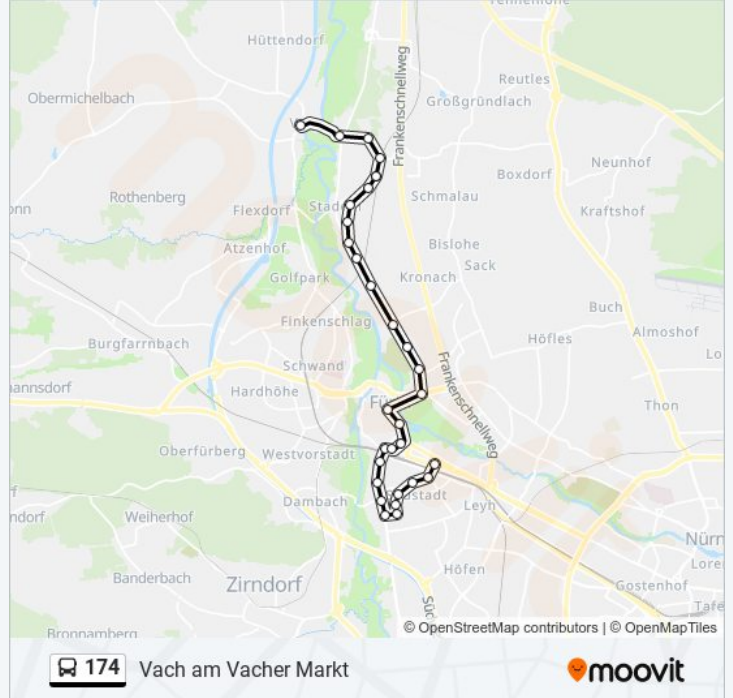 Hüttendorf
Reutles
Obermichelbach
Großgründlach
Frankenschnellweg
Neunhof
Boxdorf
Rothenberg
Schmalau
Flexdorf
Kraftshof
Atzenhof
Bislohe
Sack
Golfpark
Kronach
Buch
Finkenschlag
Almoshof
Burgfarrnbach
Höfles
Schwand
Frankenschnellweg
Hardhöhe
Thon
Oberfürberg
Westvorstadt
Dambach
Leyh
Weiherhof
Höfen
Banderbach
Zirndorf
Gostenhof
© OpenStreetMap contributors | © OpenMapTiles
174 Vach am Vacher Markt
moovit